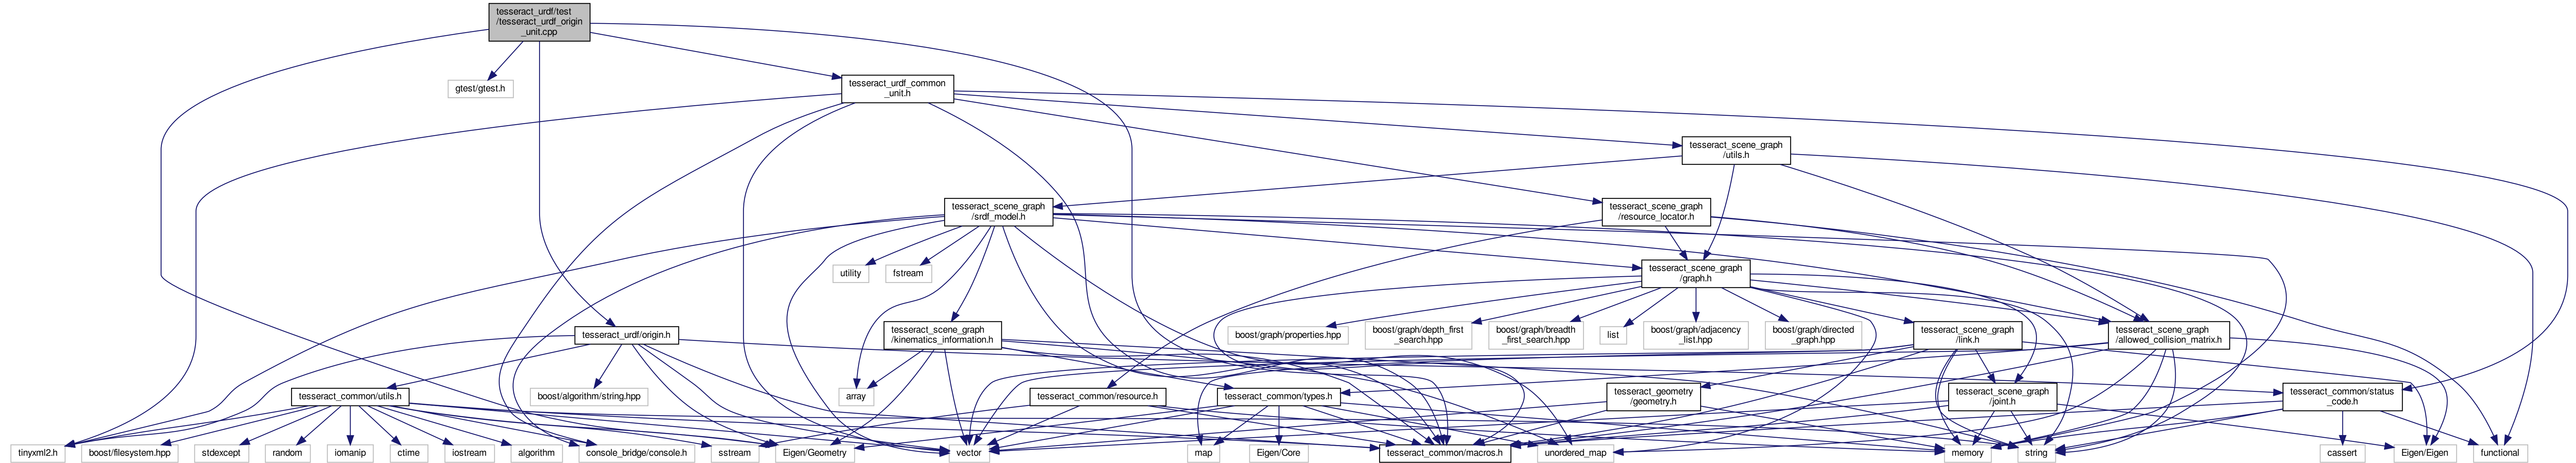 tesseract_urdf/test
/tesseract_urdf_origin
_unit.cpp
gtest/gtest.h
tesseract_urdf_common
_unit.h
tesseract_scene_graph
/utils.h
tesseract_scene_graph
/srdf_model.h
tesseract_scene_graph
/resource_locator.h
utility
fstream
tesseract_scene_graph
/graph.h
tesseract_urdf/origin.h
tesseract_scene_graph
/kinematics_information.h
boost/graph/properties.hpp
boost/graph/depth_first
_search.hpp
boost/graph/breadth
_first_search.hpp
list
boost/graph/adjacency
_list.hpp
boost/graph/directed
_graph.hpp
tesseract_scene_graph
/link.h
tesseract_scene_graph
/allowed_collision_matrix.h
tesseract_common/utils.h
boost/algorithm/string.hpp
array
tesseract_common/resource.h
tesseract_common/types.h
tesseract_geometry
/geometry.h
tesseract_scene_graph
/joint.h
tesseract_common/status
_code.h
tinyxml2.h
boost/filesystem.hpp
stdexcept
random
iomanip
ctime
iostream
algorithm
console_bridge/console.h
sstream
Eigen/Geometry
vector
map
Eigen/Core
tesseract_common/macros.h
unordered_map
memory
string
cassert
Eigen/Eigen
functional